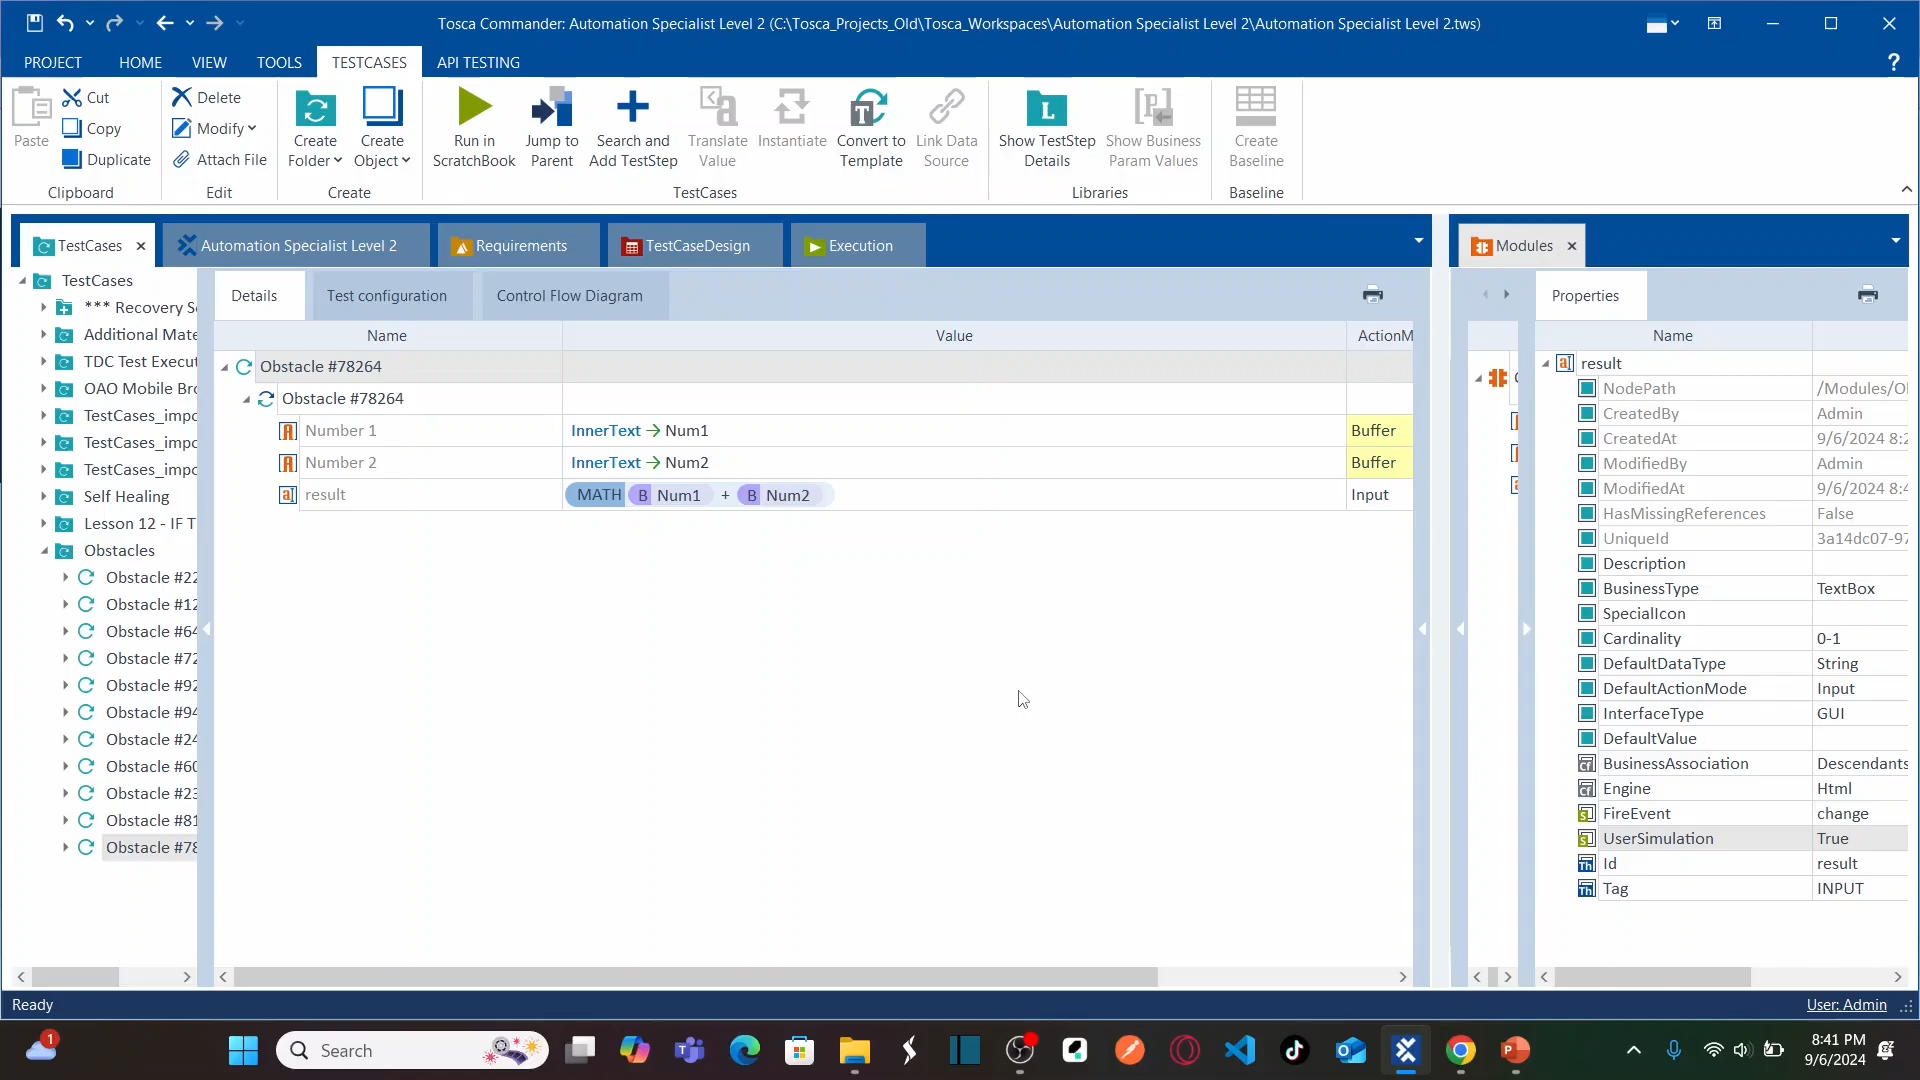 Tosca Commander: Automation Specialist Level 2 (C:\Tosca_Projects_Old\Tosca_Workspaces\Automation Specialist Level 2\Automation Specialist Level 2.tws)
PROJECT HOME VIEW TOOLS TESTCASES API TESTING ?
Cut Delete
Copy Modify
Duplicate Attach File
Paste
Create Folder
Create Object
Run in ScratchBook
Jump to Parent
Search and Add TestStep
Translate Value
Instantiate
Convert to Template
Link Data Source
Show TestStep Details
Show Business Param Values
Create Baseline
Clipboard Edit Create TestCases Libraries Baseline
TestCases Automation Specialist Level 2 Requirements TestCaseDesign Execution Modules
TestCases
*** Recovery S
Additional Mate
TDC Test Execut
OAO Mobile Bro
TestCases_impo
TestCases_impo
TestCases_impo
Self Healing
Lesson 12 - IF T
Obstacles
Obstacle #22
Obstacle #12
Obstacle #64
Obstacle #72
Obstacle #92
Obstacle #94
Obstacle #24
Obstacle #60
Obstacle #23
Obstacle #81
Obstacle #78
Details Test configuration Control Flow Diagram
Name Value ActionM
Obstacle #78264
Obstacle #78264
Number 1 InnerText → Num1 Buffer
Number 2 InnerText → Num2 Buffer
result MATH B Num1 + B Num2 Input
Properties
Name
result
NodePath /Modules/Ol
CreatedBy Admin
CreatedAt 9/6/2024 8:2
ModifiedBy Admin
ModifiedAt 9/6/2024 8:4
HasMissingReferences False
UniqueId 3a14dc07-97
Description
BusinessType TextBox
SpecialIcon
Cardinality 0-1
DefaultDataType String
DefaultActionMode Input
InterfaceType GUI
DefaultValue
BusinessAssociation Descendants
Engine Html
FireEvent change
UserSimulation True
Id result
Tag INPUT
Ready User: Admin
1 Search 8:41 PM
9/6/2024